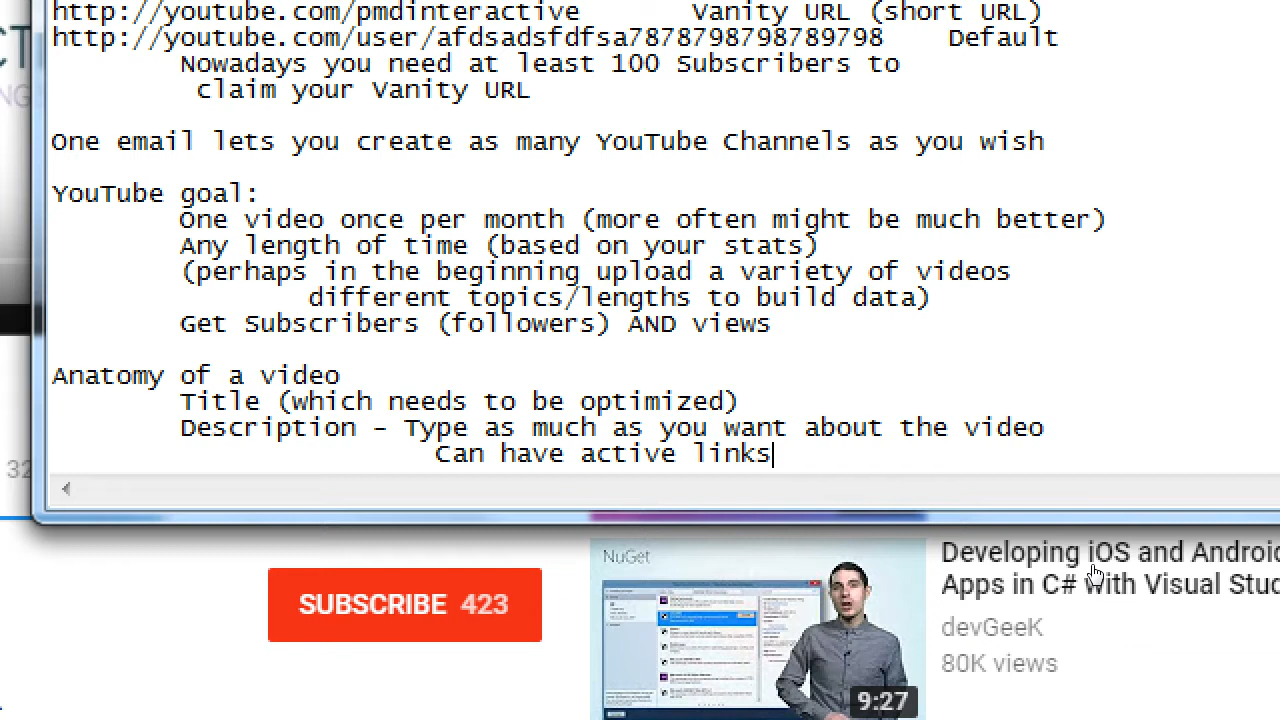 http://youtube.com/pmdinteractive Vanity URL (short URL)
http://youtube.com/user/afdsadsfdfsa7878798798789798 Default
Nowadays you need at least 100 Subscribers to
claim your Vanity URL
One email lets you create as many YouTube Channels as you wish
YouTube goal:
One video once per month (more often might be much better)
Any length of time (based on your stats)
(perhaps in the beginning upload a variety of videos
different topics/lengths to build data)
Get Subscribers (followers) AND views
Anatomy of a video
Title (which needs to be optimized)
Description - Type as much as you want about the video
Can have active links
32
SUBSCRIBE 423
NuGet
9:27
Developing iOS and Android
Apps in C# with Visual Stud
devGeeK
80K views